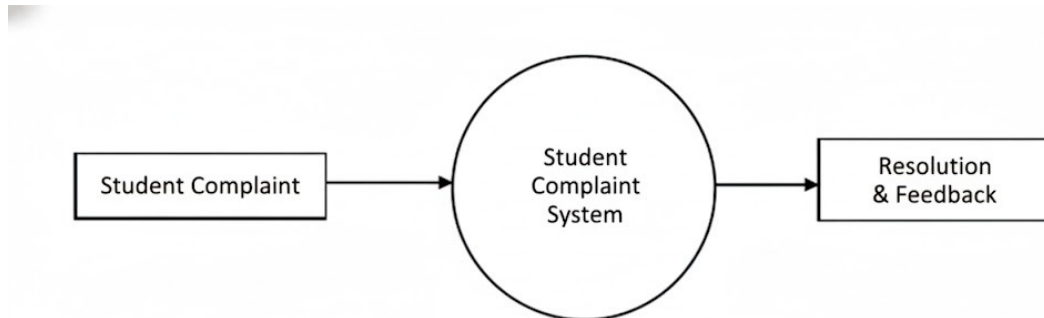 Student Complaint
Student
Complaint
System
Resolution
& Feedback